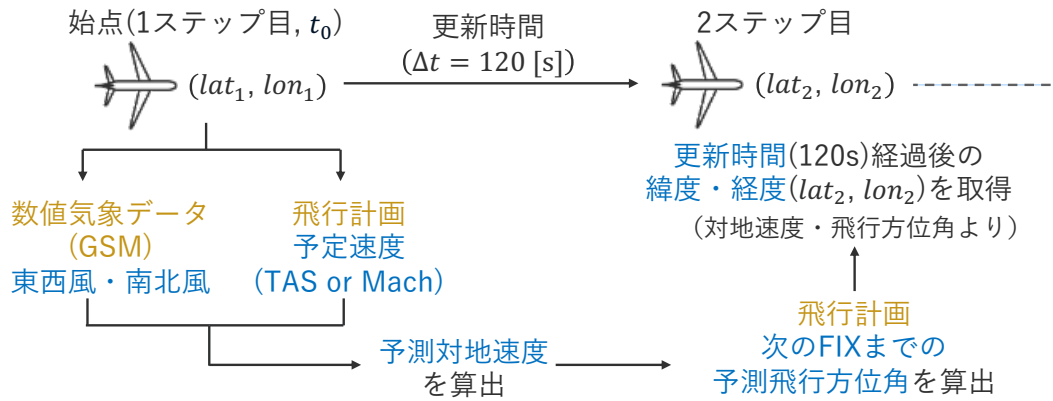 始点(1ステップ目, t₀)
(lat₁, lon₁)
更新時間
(Δt = 120 [s])
2ステップ目
(lat₂, lon₂)
数値気象データ
(GSM)
東西風・南北風
飛行計画
予定速度
(TAS or Mach)
予測対地速度
を算出
飛行計画
次のFIXまでの
予測飛行方位角を算出
更新時間(120s)経過後の
緯度・経度(lat₂, lon₂)を取得
(対地速度・飛行方位角より)